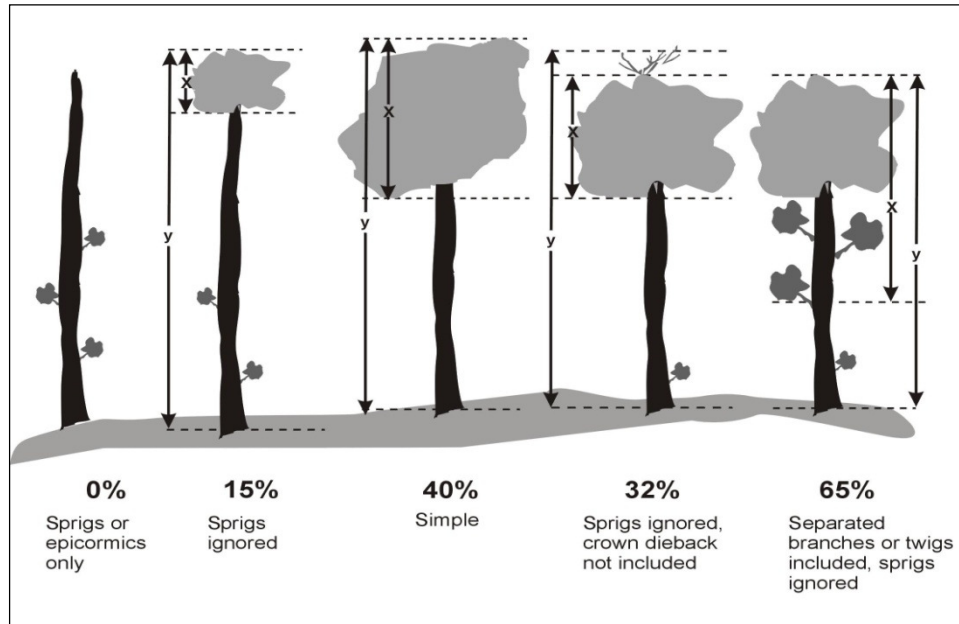 x
y
x
y
x
y
x
y
0% 15% 40% 32% 65%
Sprigs or
epicormics
only
Sprigs
ignored
Simple
Sprigs ignored,
crown dieback
not included
Separated
branches or twigs
included, sprigs
ignored